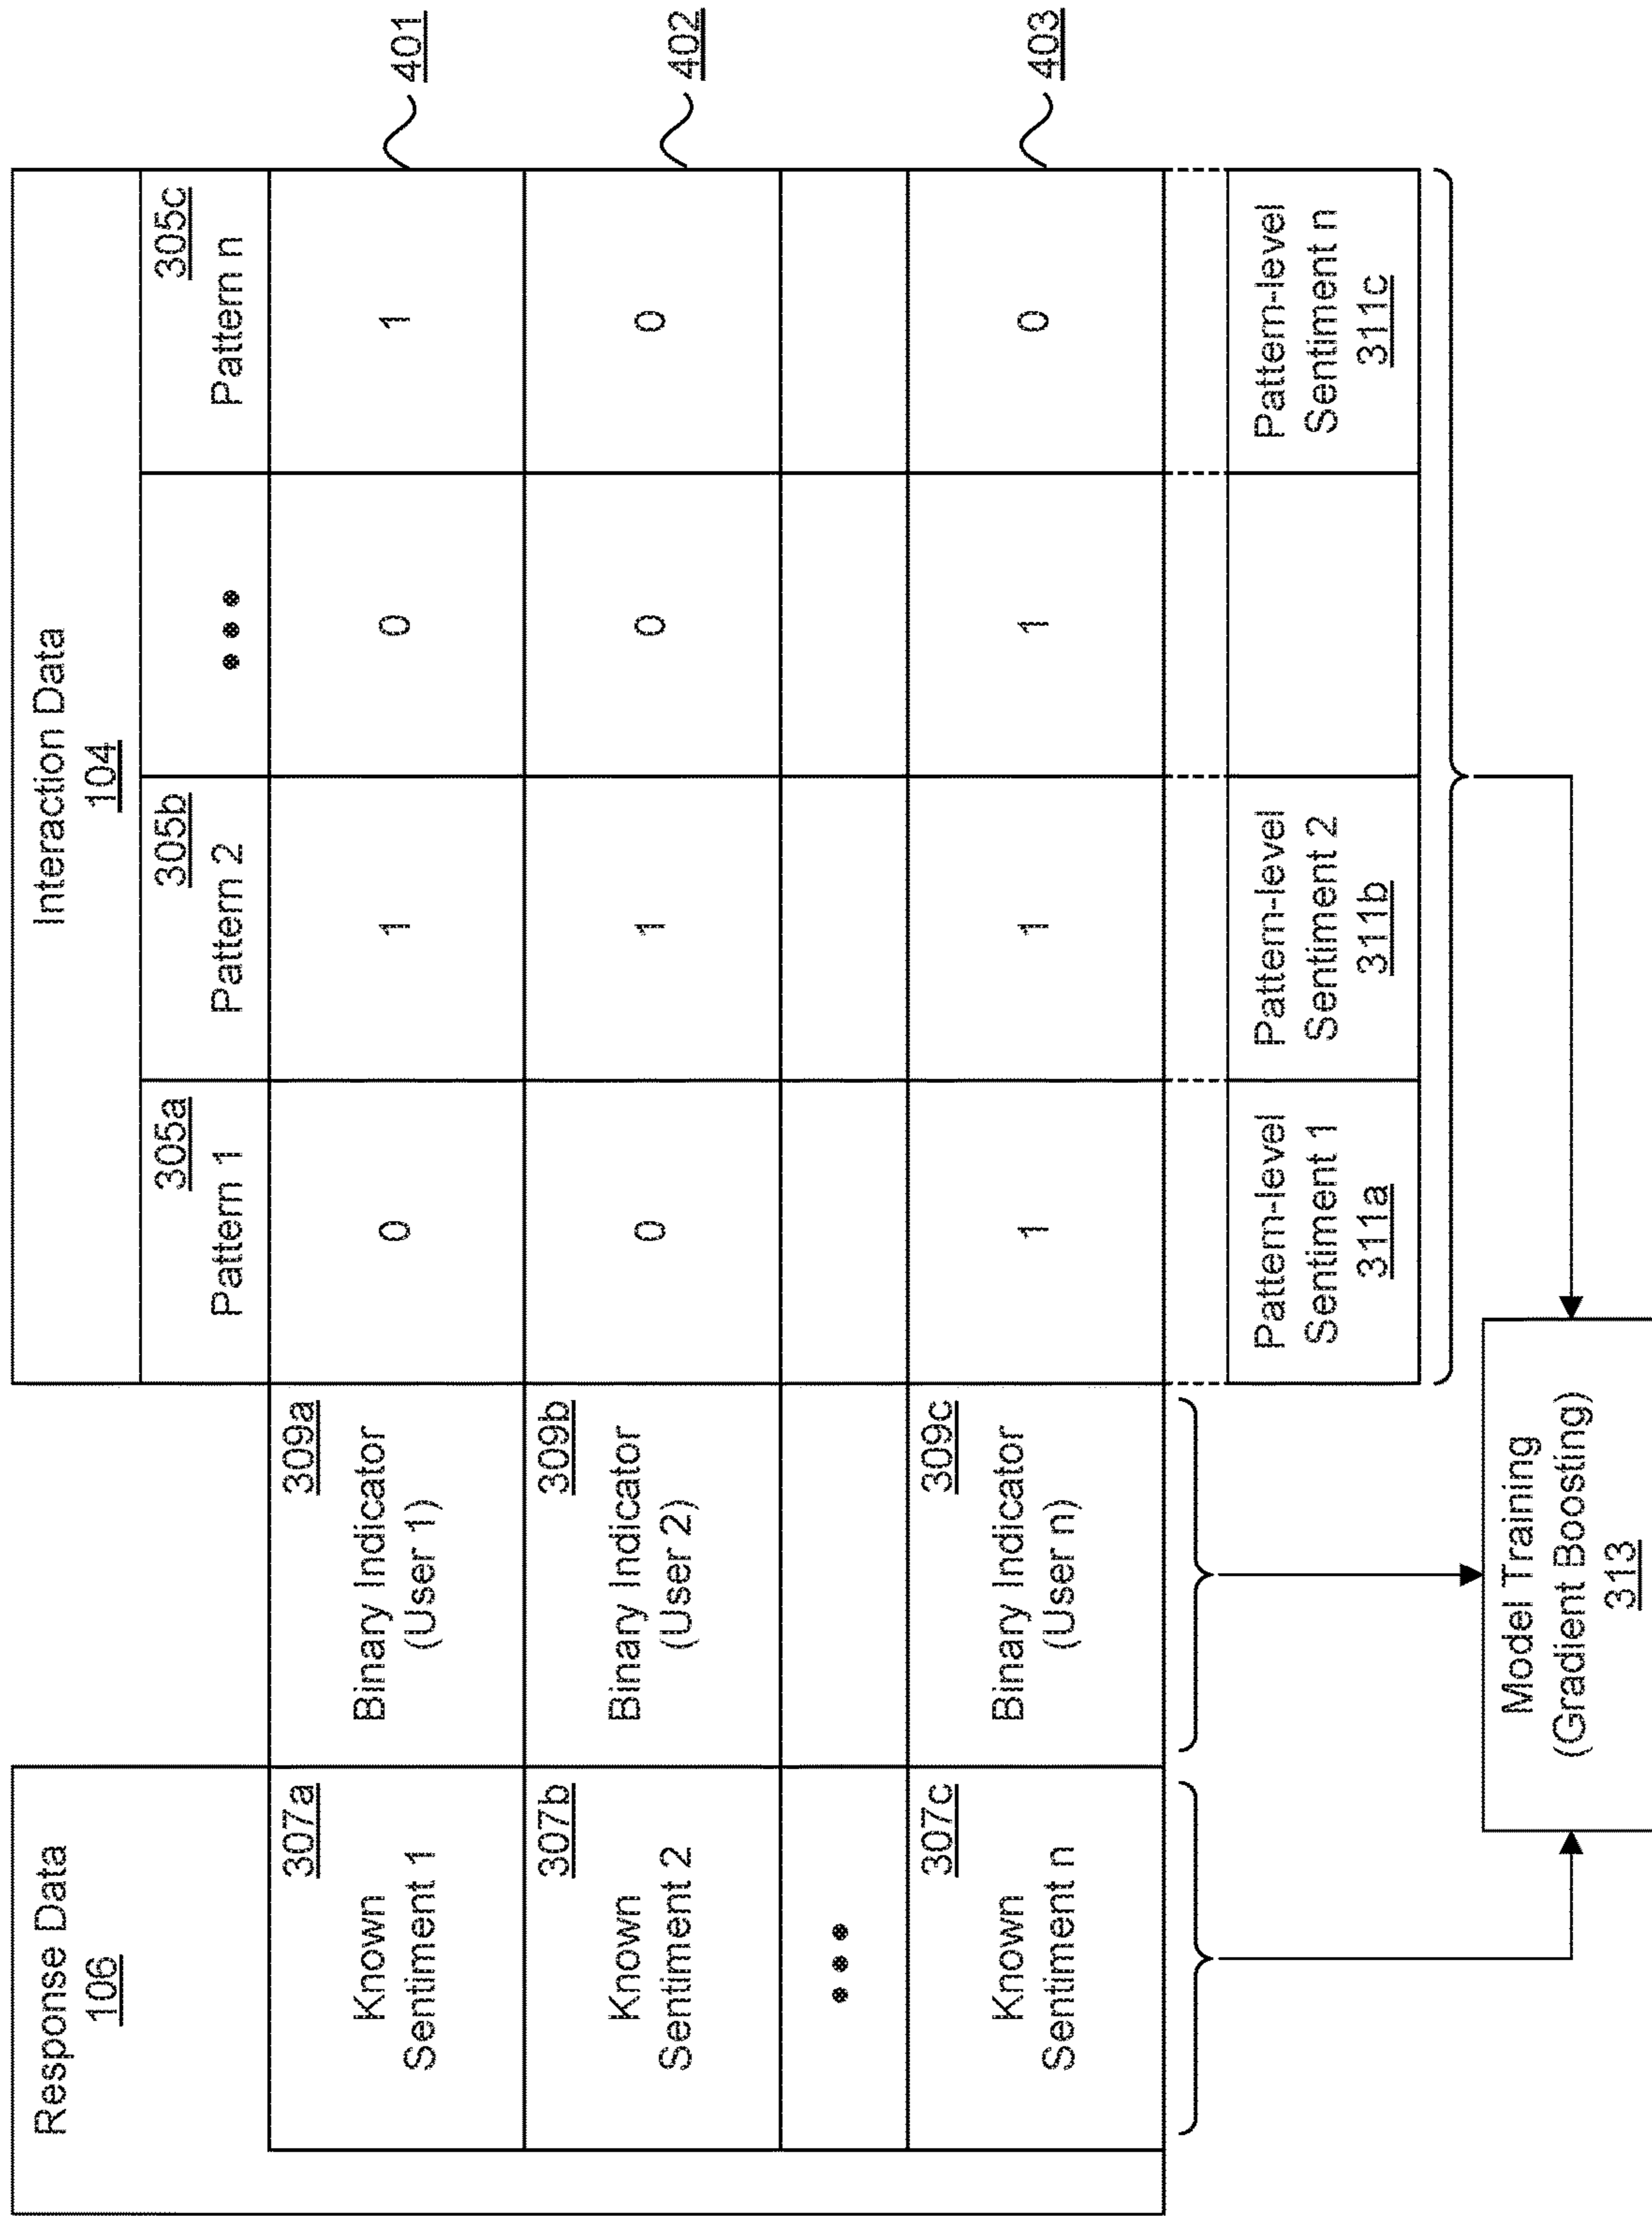 Response Data
106
Interaction Data
104
305a
Pattern 1
305b
Pattern 2
● ● ●
305c
Pattern n
307a
Known
Sentiment 1
309a
Binary Indicator
(User 1)
0
1
0
1
401
307b
Known
Sentiment 2
309b
Binary Indicator
(User 2)
0
1
0
0
402
● ● ●
307c
Known
Sentiment n
309c
Binary Indicator
(User n)
1
1
1
0
403
Pattern-level
Sentiment 1
311a
Pattern-level
Sentiment 2
311b
Pattern-level
Sentiment n
311c
Model Training
(Gradient Boosting)
313